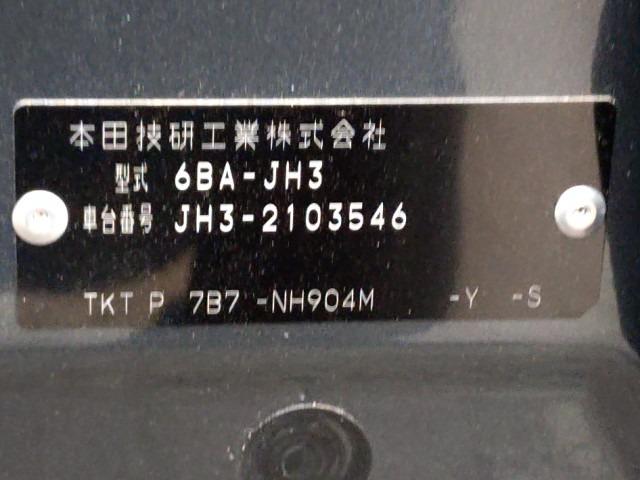 本田技研工業株式会社
型式 6BA-JH3
車台番号 JH3-2103546
TKT P 7B7 -NH904M -Y -S